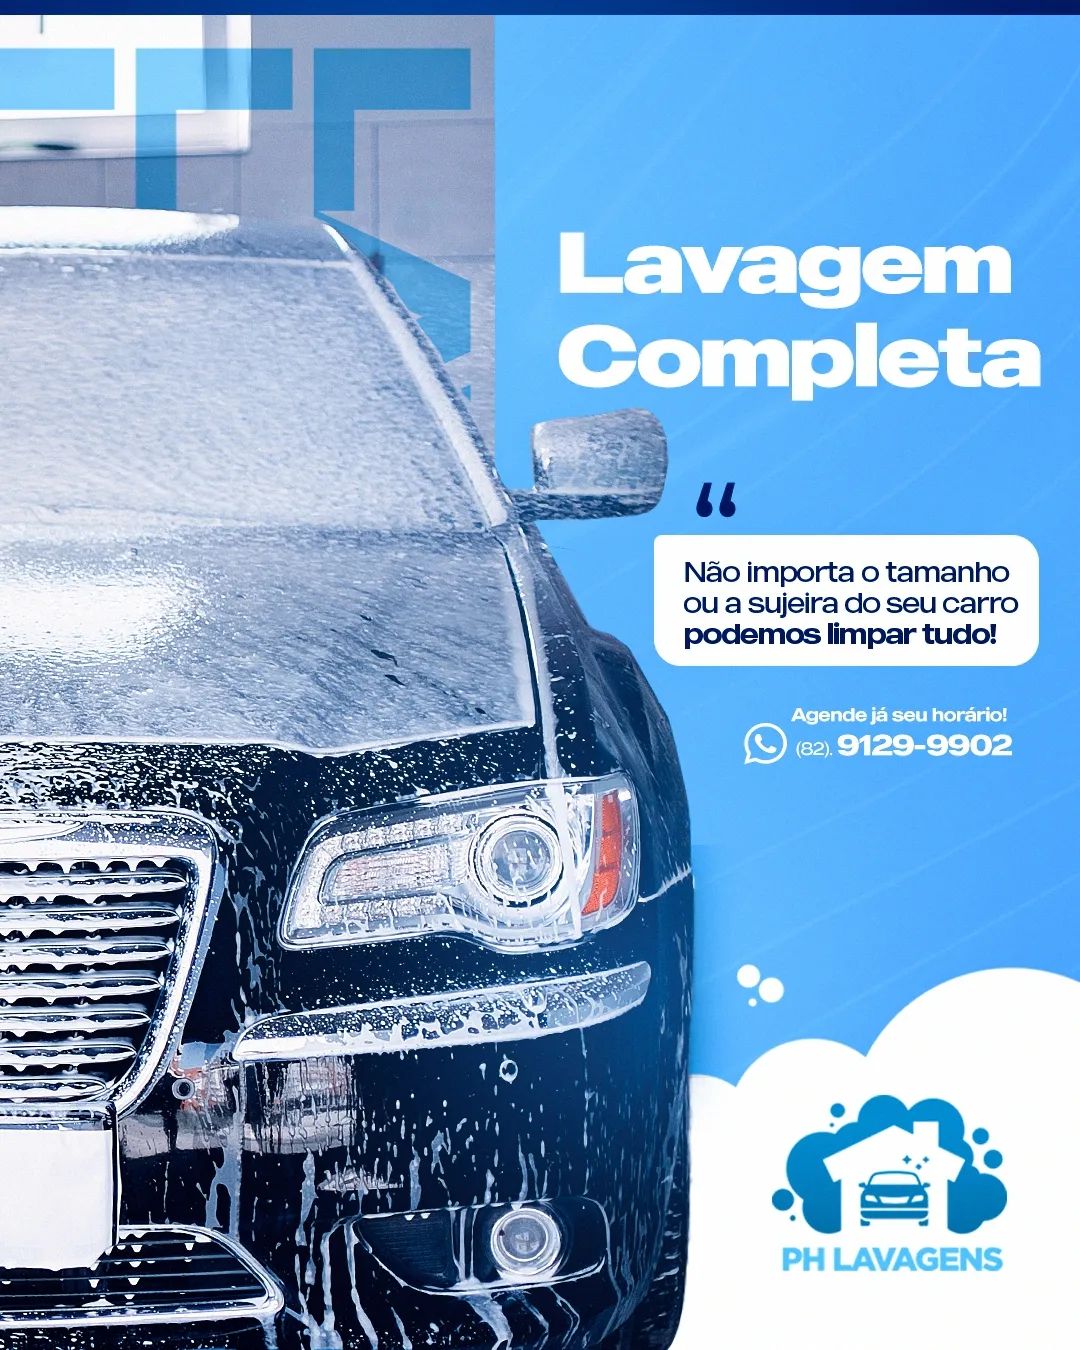 Lavagem
Completa
“
Não importa o tamanho
ou a sujeira do seu carro
podemos limpar tudo!
Agende já seu horário!
(82). 9129-9902
PH LAVAGENS